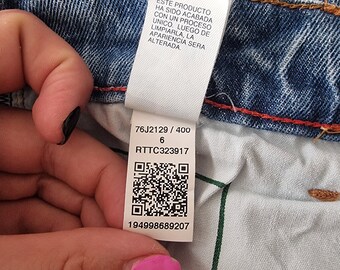 ESTE PRODUCTO
HA SIDO ACABADA
CON UN PROCESO
UNICO. LUEGO DE
LIMPIARLA, LA
APARIENCIA SERA
ALTERADA
76J2129 / 400
6
RTTC323917
194998689207